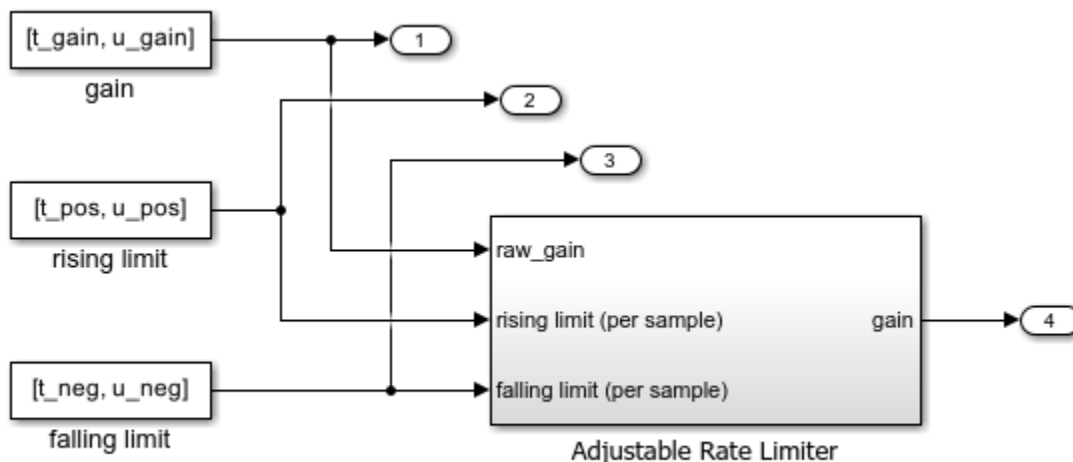 [t_gain, u_gain]
gain
1
2
3
[t_pos, u_pos]
rising limit
raw_gain
rising limit (per sample)
gain
4
[t_neg, u_neg]
falling limit
falling limit (per sample)
Adjustable Rate Limiter